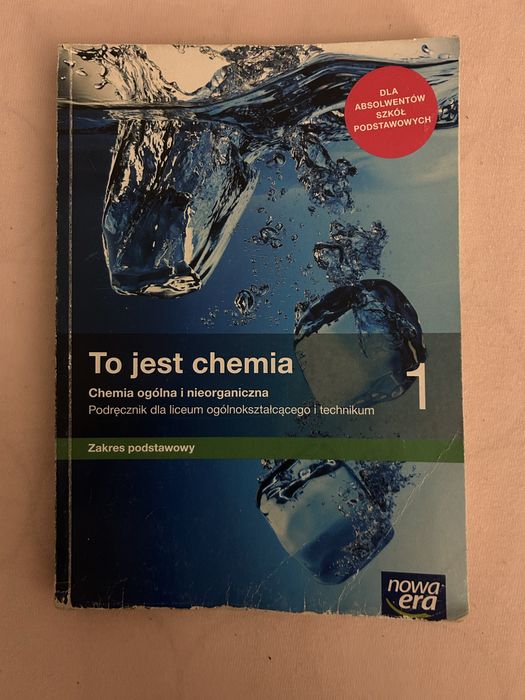 DLA
ABSOLWENTÓW
SZKÓŁ
PODSTAWOWYCH
To jest chemia
1
Chemia ogólna i nieorganiczna
Podręcznik dla liceum ogólnokształcącego i technikum
Zakres podstawowy
nowa
era